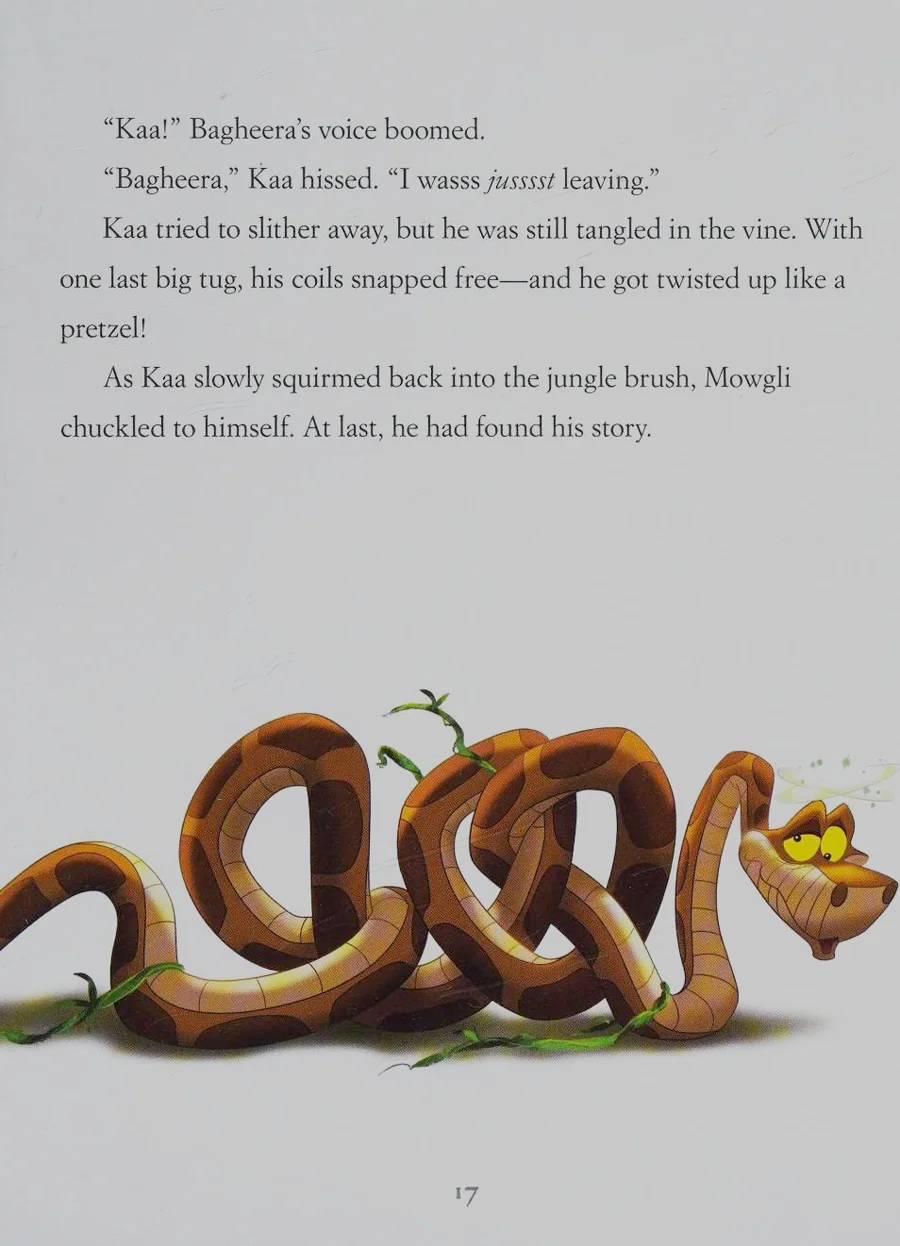 “Kaa!” Bagheera’s voice boomed.
“Bagheera,” Kaa hissed. “I wasss jusssst leaving.”
Kaa tried to slither away, but he was still tangled in the vine. With
one last big tug, his coils snapped free—and he got twisted up like a
pretzel!
As Kaa slowly squirmed back into the jungle brush, Mowgli
chuckled to himself. At last, he had found his story.
17